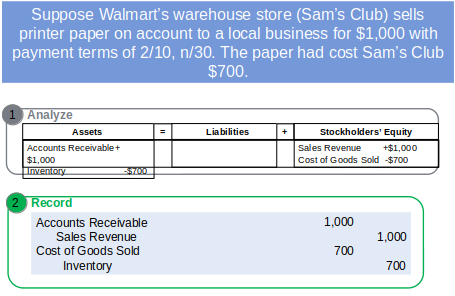 Suppose Walmart's warehouse store (Sam's Club) sells
printer paper on account to a local business for $1,000 with
payment terms of 2/10, n/30. The paper had cost Sam's Club
$700.
1 Analyze
Assets = Liabilities + Stockholders' Equity
Accounts Receivable+ Sales Revenue +$1,000
$1,000 Cost of Goods Sold -$700
Inventory -$700
2 Record
Accounts Receivable 1,000
Sales Revenue 1,000
Cost of Goods Sold 700
Inventory 700